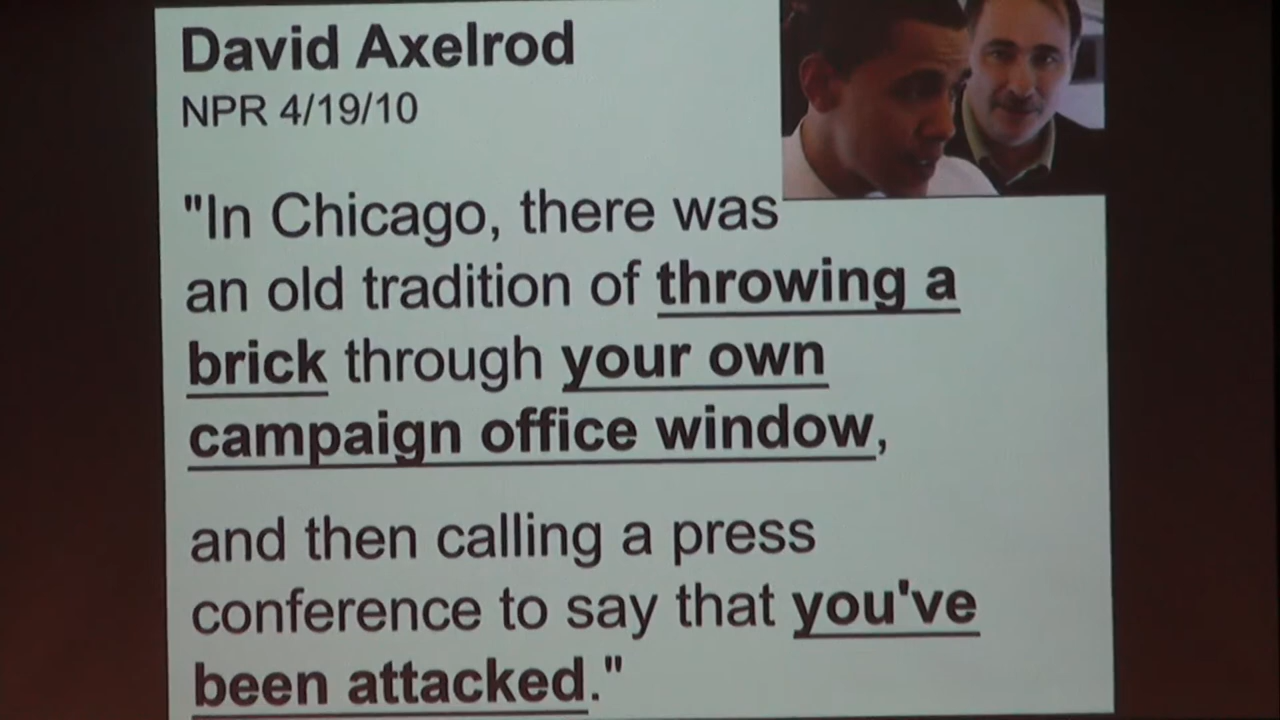 David Axelrod
NPR 4/19/10
"In Chicago, there was
an old tradition of throwing a
brick through your own
campaign office window,
and then calling a press
conference to say that you've
been attacked."